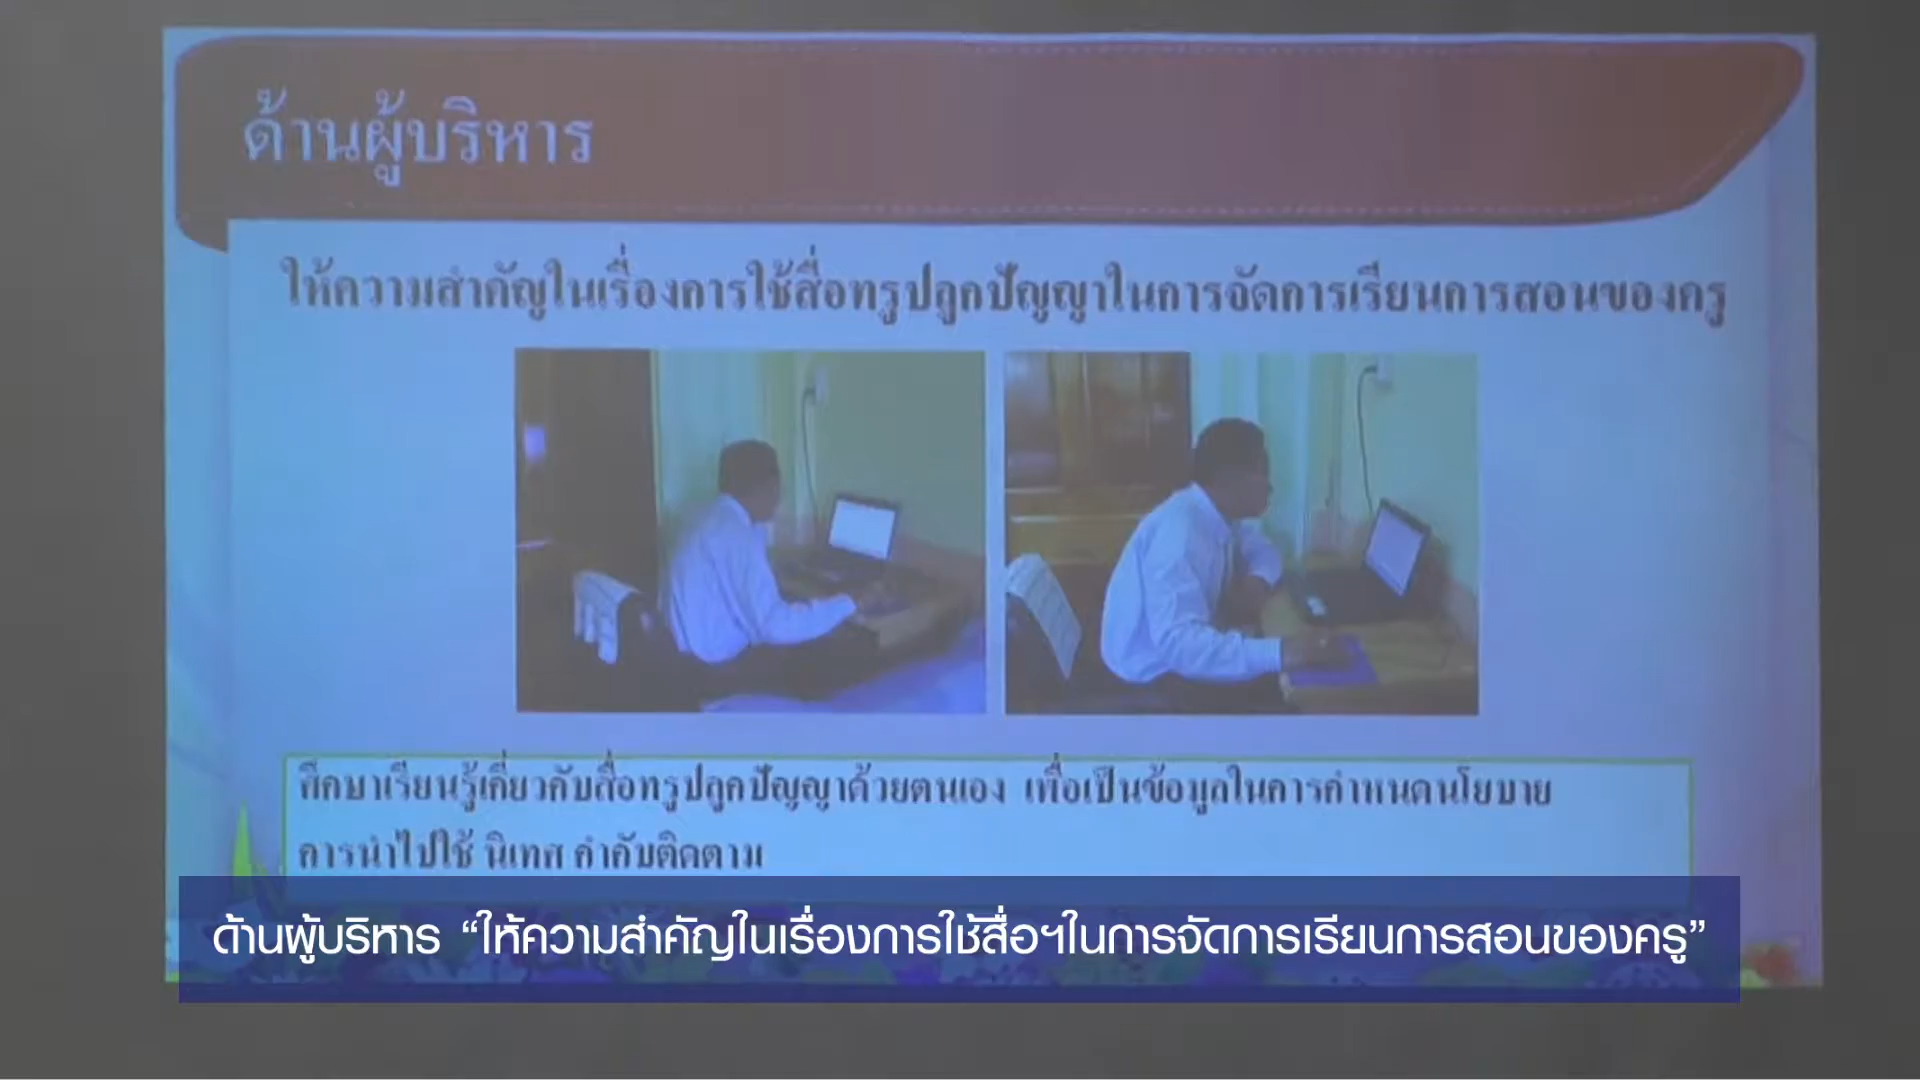 ด้านผู้บริหาร
ให้ความสำคัญในเรื่องการใช้สื่อทรูปลูกปัญญาในการจัดการเรียนการสอนของครู
ศึกษาเรียนรู้เกี่ยวกับสื่อทรูปลูกปัญญาด้วยตนเอง เพื่อเป็นข้อมูลในการกำหนดนโยบาย
การนำไปใช้ นิเทศ กำกับติดตาม
ด้านผู้บริหาร “ให้ความสำคัญในเรื่องการใช้สื่อฯในการจัดการเรียนการสอนของครู”